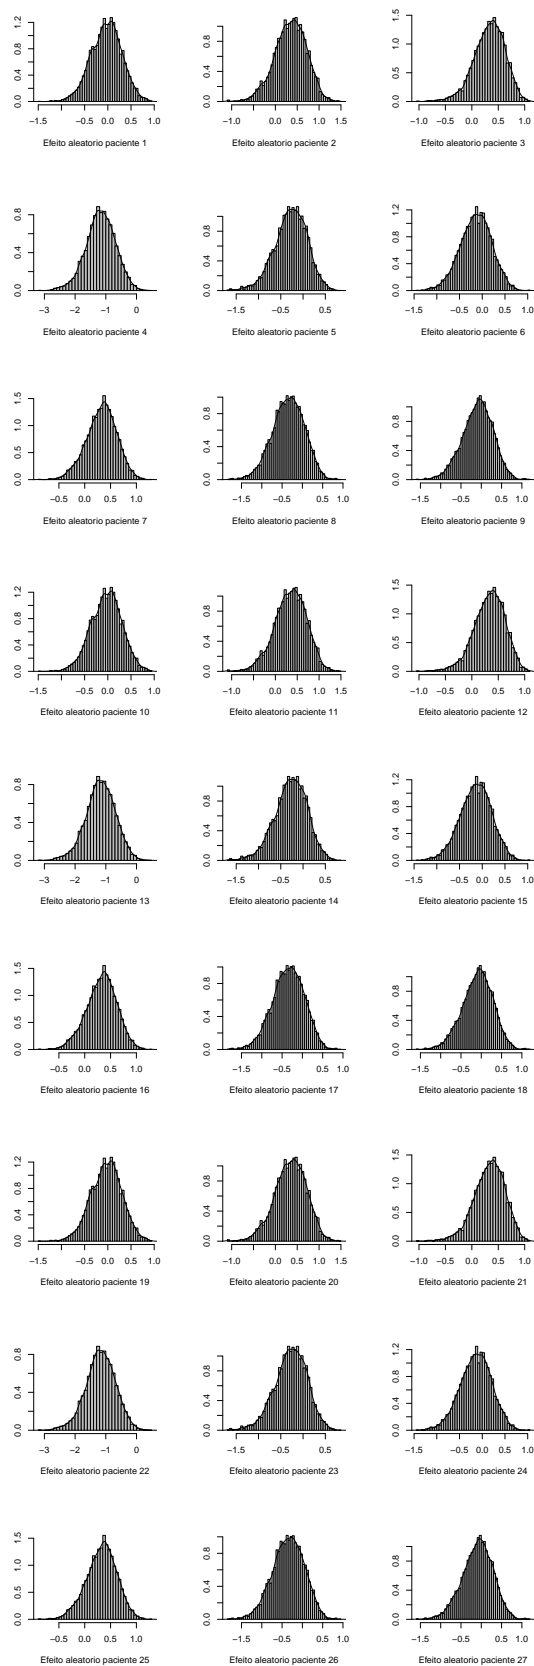 1.2 0.8 0.4 0.0
−1.5 −0.5 0.0 0.5 1.0
Efeito aleatorio paciente 1
0.8 0.4 0.0
−1.0 0.0 0.5 1.0 1.5
Efeito aleatorio paciente 2
1.5 1.0 0.5 0.0
−1.0 −0.5 0.0 0.5 1.0
Efeito aleatorio paciente 3
0.8 0.4 0.0
−3 −2 −1 0
Efeito aleatorio paciente 4
0.8 0.4 0.0
−1.5 −0.5 0.5
Efeito aleatorio paciente 5
1.2 0.8 0.4 0.0
−1.5 −0.5 0.0 0.5 1.0
Efeito aleatorio paciente 6
1.5 1.0 0.5 0.0
−0.5 0.0 0.5 1.0
Efeito aleatorio paciente 7
0.8 0.4 0.0
−1.5 −0.5 0.0 0.5 1.0
Efeito aleatorio paciente 8
0.8 0.4 0.0
−1.5 −0.5 0.0 0.5 1.0
Efeito aleatorio paciente 9
1.2 0.8 0.4 0.0
−1.5 −0.5 0.0 0.5 1.0
Efeito aleatorio paciente 10
0.8 0.4 0.0
−1.0 0.0 0.5 1.0 1.5
Efeito aleatorio paciente 11
1.5 1.0 0.5 0.0
−1.0 −0.5 0.0 0.5 1.0
Efeito aleatorio paciente 12
0.8 0.4 0.0
−3 −2 −1 0
Efeito aleatorio paciente 13
0.8 0.4 0.0
−1.5 −0.5 0.5
Efeito aleatorio paciente 14
1.2 0.8 0.4 0.0
−1.5 −0.5 0.0 0.5 1.0
Efeito aleatorio paciente 15
1.5 1.0 0.5 0.0
−0.5 0.0 0.5 1.0
Efeito aleatorio paciente 16
0.8 0.4 0.0
−1.5 −0.5 0.0 0.5 1.0
Efeito aleatorio paciente 17
0.8 0.4 0.0
−1.5 −0.5 0.0 0.5 1.0
Efeito aleatorio paciente 18
1.2 0.8 0.4 0.0
−1.5 −0.5 0.0 0.5 1.0
Efeito aleatorio paciente 19
0.8 0.4 0.0
−1.0 0.0 0.5 1.0 1.5
Efeito aleatorio paciente 20
1.5 1.0 0.5 0.0
−1.0 −0.5 0.0 0.5 1.0
Efeito aleatorio paciente 21
0.8 0.4 0.0
−3 −2 −1 0
Efeito aleatorio paciente 22
0.8 0.4 0.0
−1.5 −0.5 0.5
Efeito aleatorio paciente 23
1.2 0.8 0.4 0.0
−1.5 −0.5 0.0 0.5 1.0
Efeito aleatorio paciente 24
1.5 1.0 0.5 0.0
−0.5 0.0 0.5 1.0
Efeito aleatorio paciente 25
0.8 0.4 0.0
−1.5 −0.5 0.0 0.5 1.0
Efeito aleatorio paciente 26
0.8 0.4 0.0
−1.5 −0.5 0.0 0.5 1.0
Efeito aleatorio paciente 27